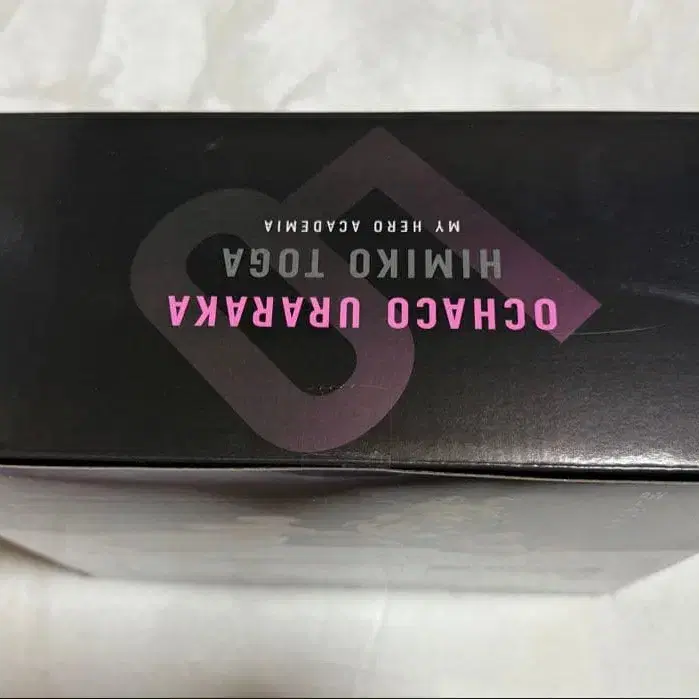 OCHACO URARAKA
HIMIKO TOGA
MY HERO ACADEMIA